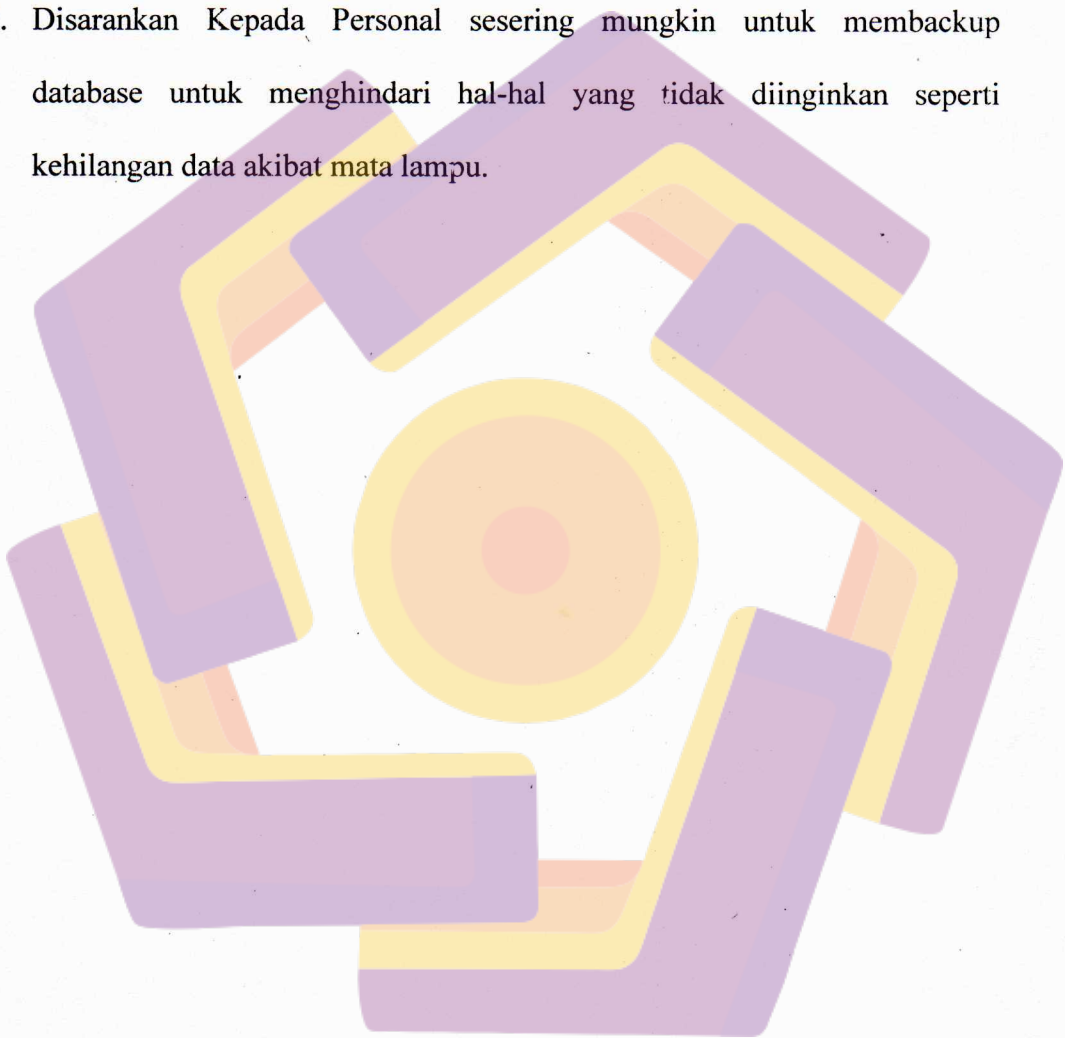 . Disarankan Kepada Personal sesering mungkin untuk membackup
database untuk menghindari hal-hal yang tidak diinginkan seperti
kehilangan data akibat mata lampu.